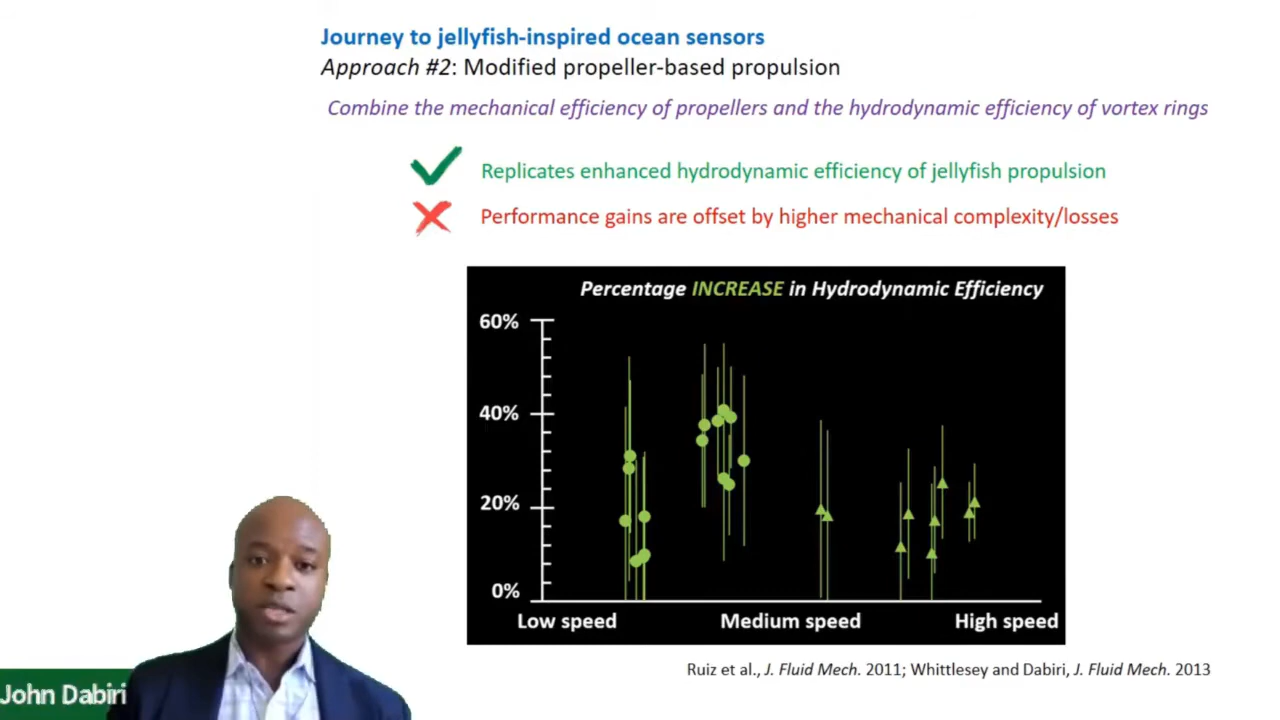 Journey to jellyfish-inspired ocean sensors
Approach #2: Modified propeller-based propulsion
Combine the mechanical efficiency of propellers and the hydrodynamic efficiency of vortex rings
Replicates enhanced hydrodynamic efficiency of jellyfish propulsion
Performance gains are offset by higher mechanical complexity/losses
Percentage INCREASE in Hydrodynamic Efficiency
60%
40%
20%
0%
Low speed Medium speed High speed
Ruiz et al., J. Fluid Mech. 2011; Whittlesey and Dabiri, J. Fluid Mech. 2013
John Dabiri